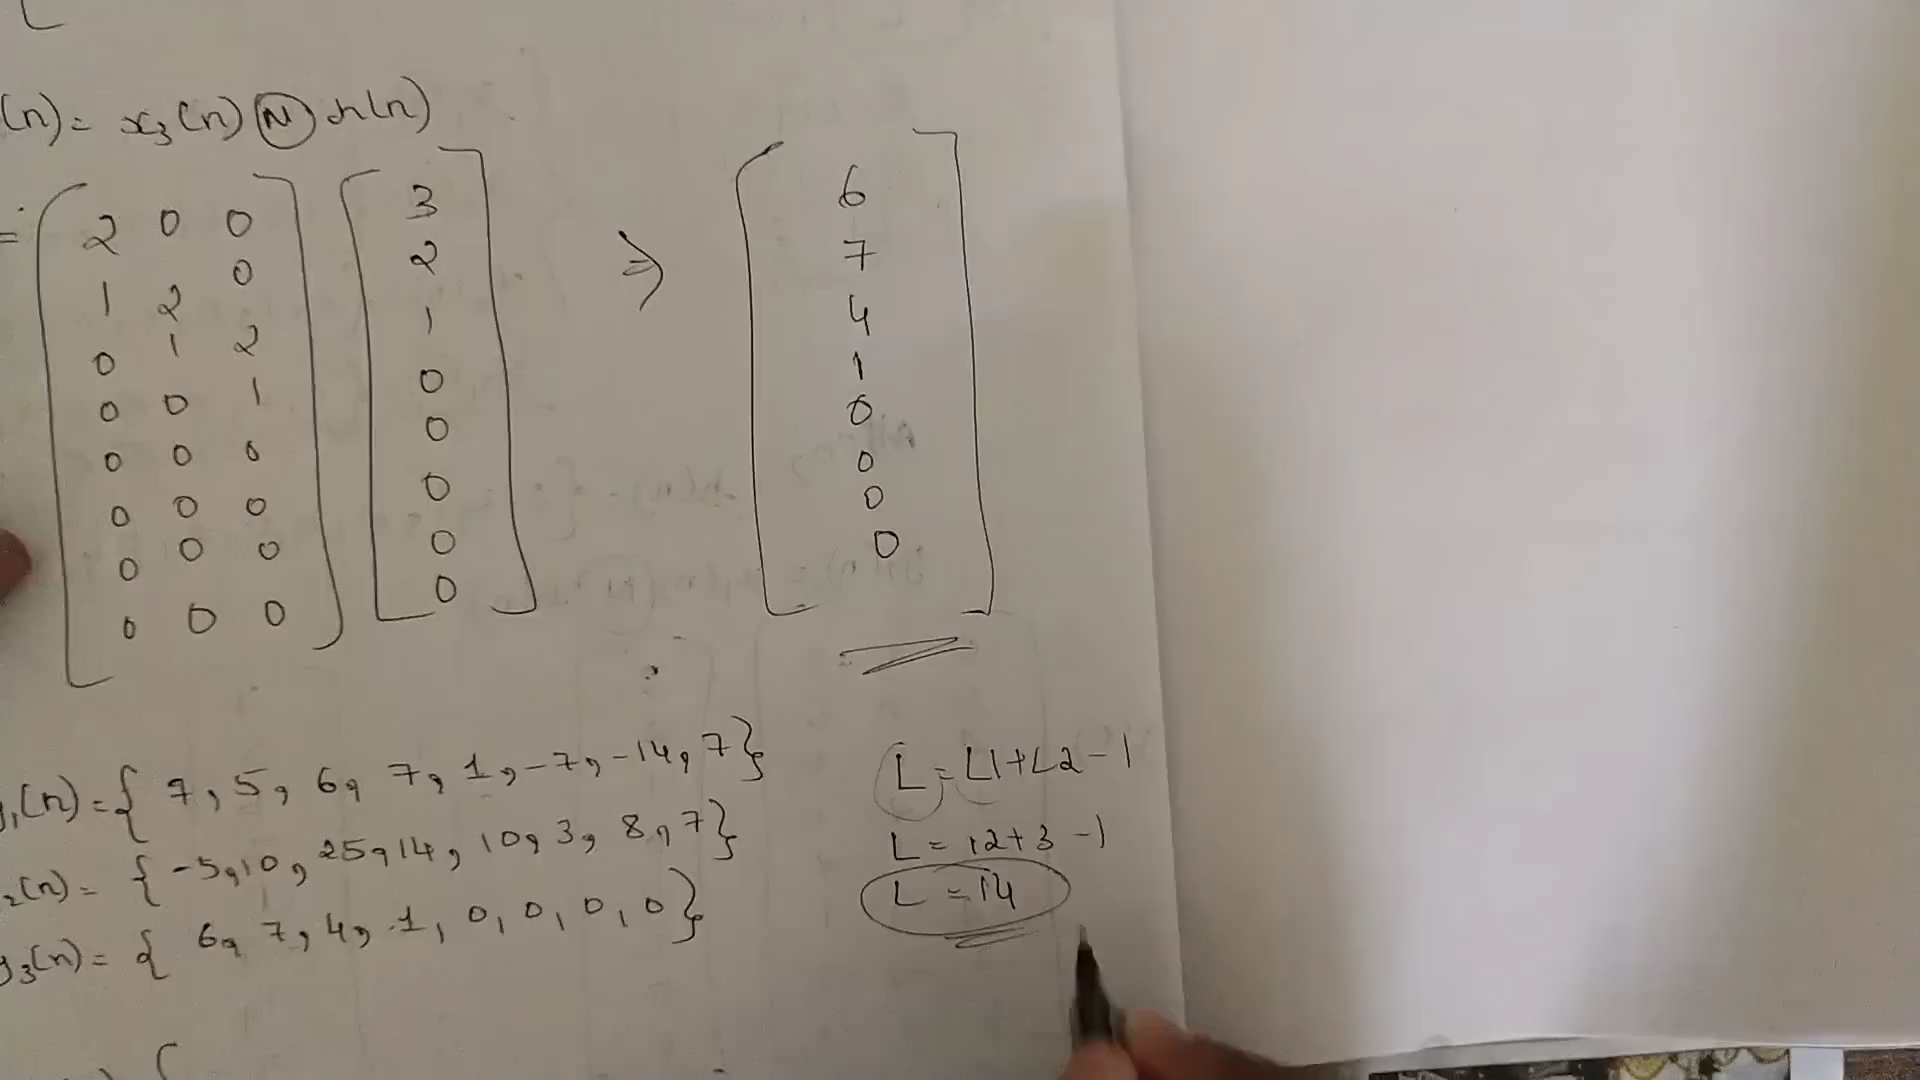 (n) = x3(n) Ⓝ h(n)
=
2 0 0
1 2 0
0 1 2
0 0 1
0 0 0
0 0 0
0 0 0
0 0 0
3
2
1
0
0
0
0
0
⇒
6
7
4
1
0
0
0
0
y1(n) = { 7, 5, 6, 7, 1, -7, -14, 7}
2(n) = { -5, 10, 25, 14, 10, 3, 8, 7}
y3(n) = { 6, 7, 4, 1, 0, 0, 0, 0}
L = L1+L2-1
L = 12+3-1
L = 14